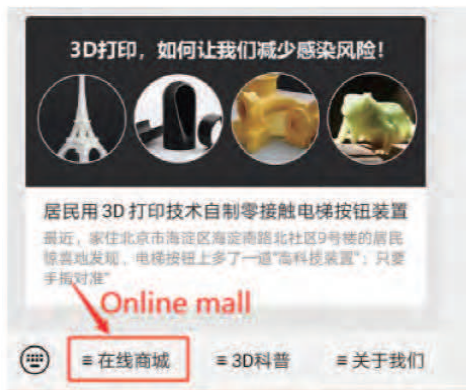 3D打印，如何让我们减少感染风险！
居民用 3D 打印技术自制零接触电梯按钮装置
最近，家住北京市海淀区海淀南路北社区9号楼的居民
惊喜地发现，电梯按钮上多了一道“高科技装置”；只要
手指对准”
Online mall
≡ 在线商城 ≡ 3D科普 ≡ 关于我们